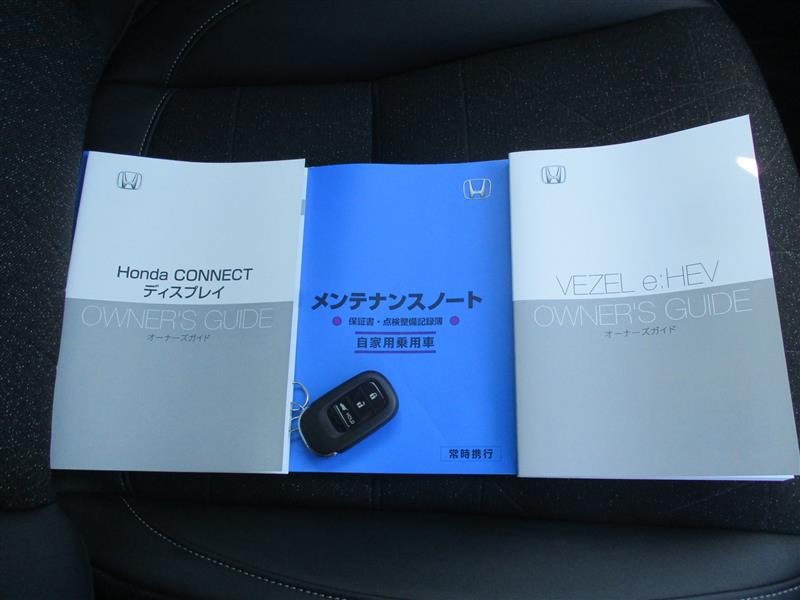 Honda CONNECT
ディスプレイ
OWNER'S GUIDE
オーナーズガイド
メンテナンスノート
保証書・点検整備記録簿
自家用乗用車
常時携行
HOLD
VEZEL e:HEV
OWNER'S GUIDE
オーナーズガイド